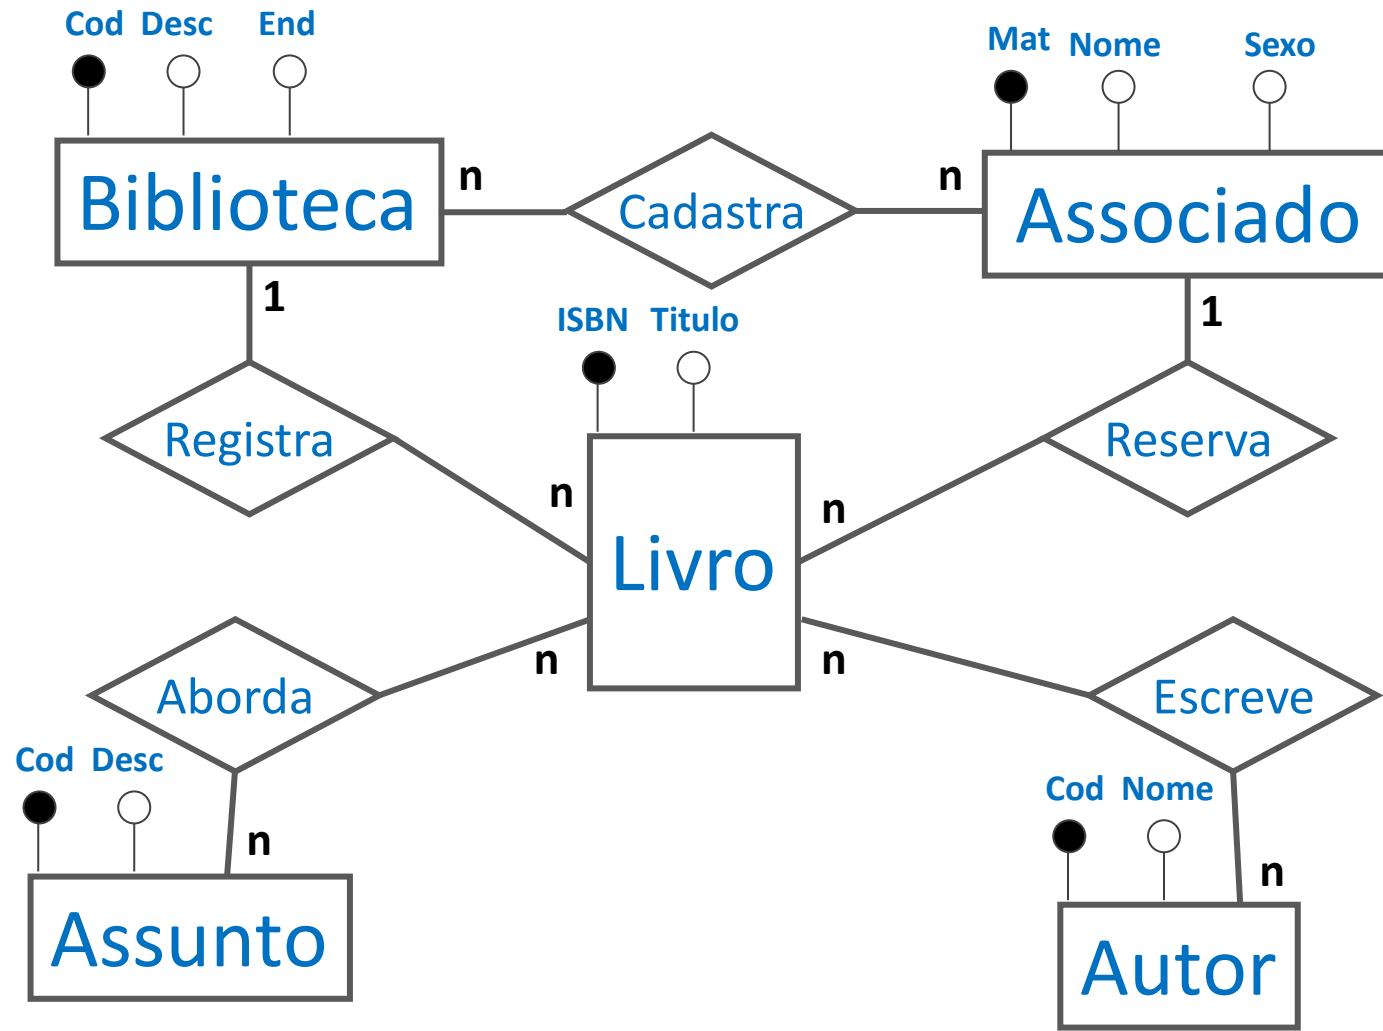 Cod Desc End
Mat Nome Sexo
Biblioteca
n
Cadastra
n
Associado
1
ISBN Titulo
1
Registra
Reserva
n
n
Livro
n
n
Aborda
Escreve
Cod Desc
Cod Nome
n
n
Assunto
Autor